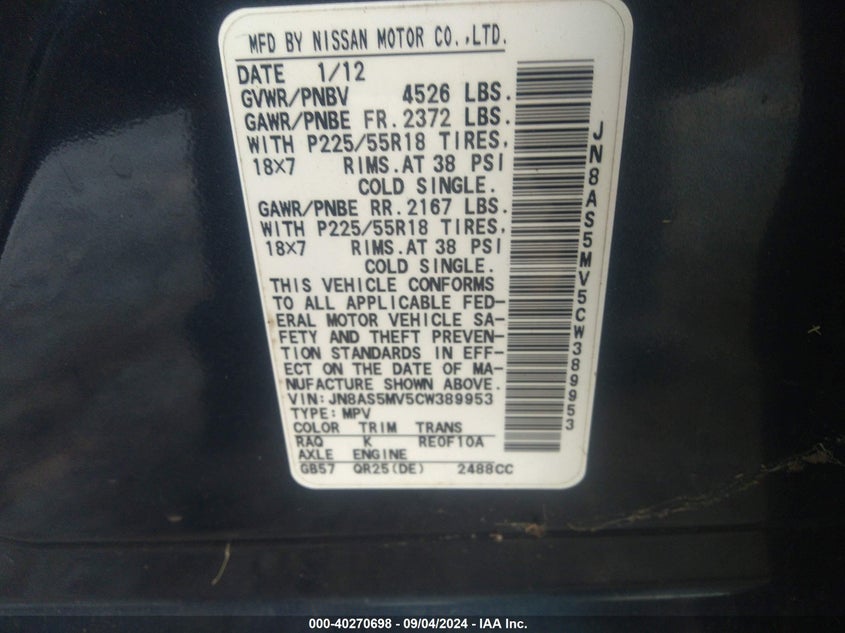 MFD BY NISSAN MOTOR CO.,LTD.
DATE 1/12
GVWR/PNBV 4526 LBS.
GAWR/PNBE FR.2372 LBS.
WITH P225/55R18 TIRES,
18X7 RIMS.AT 38 PSI
COLD SINGLE.
GAWR/PNBE RR.2167 LBS.
WITH P225/55R18 TIRES,
18X7 RIMS.AT 38 PSI
COLD SINGLE.
THIS VEHICLE CONFORMS
TO ALL APPLICABLE FED-
ERAL MOTOR VEHICLE SA-
FETY AND THEFT PREVEN-
TION STANDARDS IN EFF-
ECT ON THE DATE OF MA-
NUFACTURE SHOWN ABOVE.
VIN:JN8AS5MV5CW389953
TYPE:MPV
COLOR TRIM TRANS
RAQ K RE0F10A
AXLE ENGINE
GB57 QR25(DE) 2488CC
JN8AS5MV5CW389953
000-40270698 - 09/04/2024 - IAA Inc.